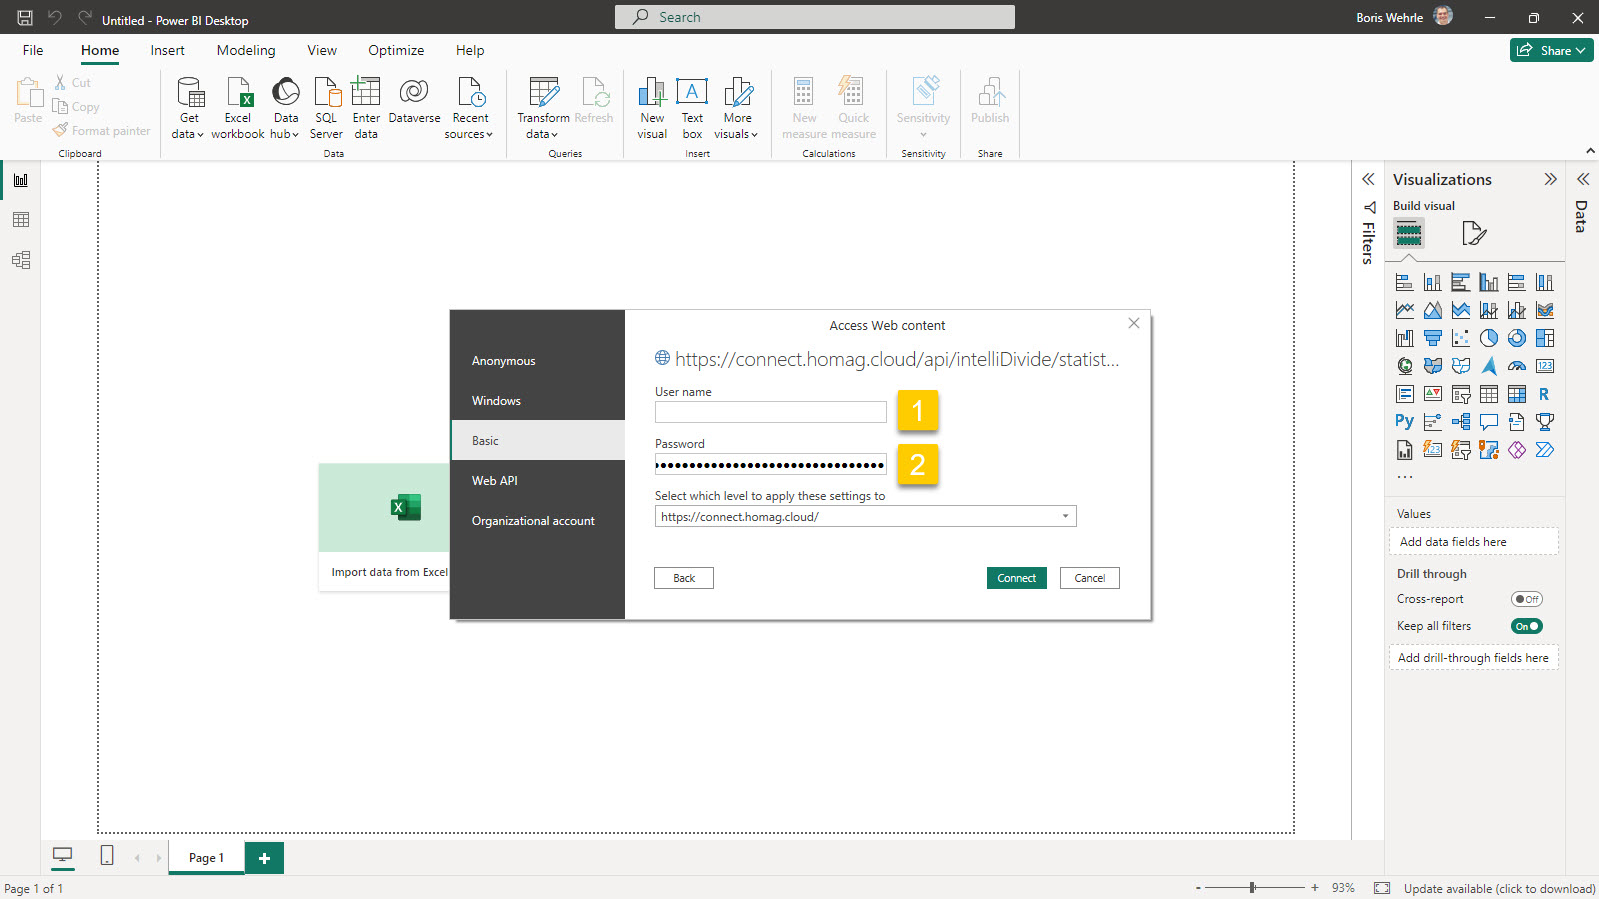 Untitled - Power BI Desktop
Search
Boris Wehrle
File Home Insert Modeling View Optimize Help
Share
Paste
Cut
Copy
Format painter
Clipboard
Get data
Excel workbook
Data hub
SQL Server
Enter data
Dataverse
Recent sources
Data
Transform data
Refresh
Queries
New visual
Text box
More visuals
Insert
New measure
Quick measure
Calculations
Sensitivity
Sensitivity
Publish
Share
Filters
Visualizations
Data
Build visual
123
R
Py
123
...
Values
Add data fields here
Drill through
Cross-report
Off
Keep all filters
On
Add drill-through fields here
Import data from Excel
Anonymous
Windows
Basic
Web API
Organizational account
Access Web content
https://connect.homag.cloud/api/intelliDivide/statist...
User name
1
Password
2
Select which level to apply these settings to
https://connect.homag.cloud/
Back
Connect
Cancel
Page 1
+
Page 1 of 1
- + 93%
Update available (click to download)